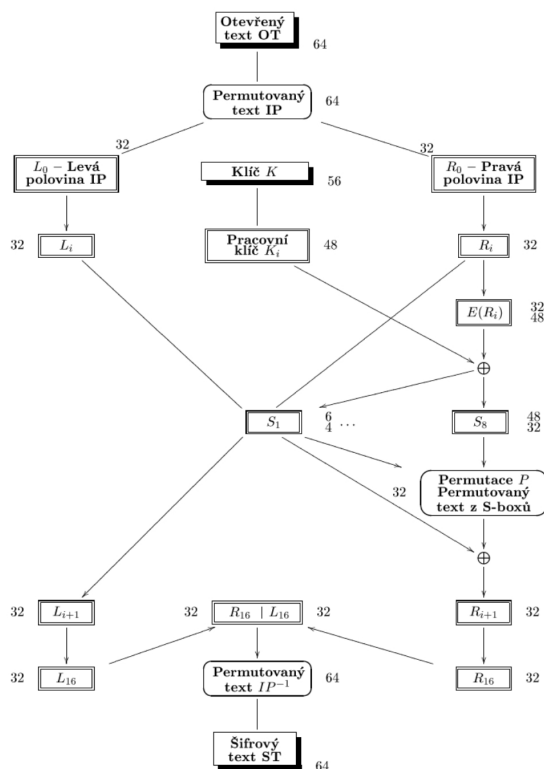 Otevřený
text OT
64
Permutovaný
text IP
64
32
32
L₀ – Levá
polovina IP
Klíč K
56
R₀ – Pravá
polovina IP
32
Lᵢ
Pracovní
klíč Kᵢ
48
Rᵢ
32
E(Rᵢ)
32
48
⊕
S₁
6
4 ...
S₈
48
32
32
Permutace P
Permutovaný
text z S-boxů
⊕
32
Lᵢ₊₁
32
R₁₆ | L₁₆
32
Rᵢ₊₁
32
32
L₁₆
Permutovaný
text IP⁻¹
64
R₁₆
32
Šifrový
text ST
64